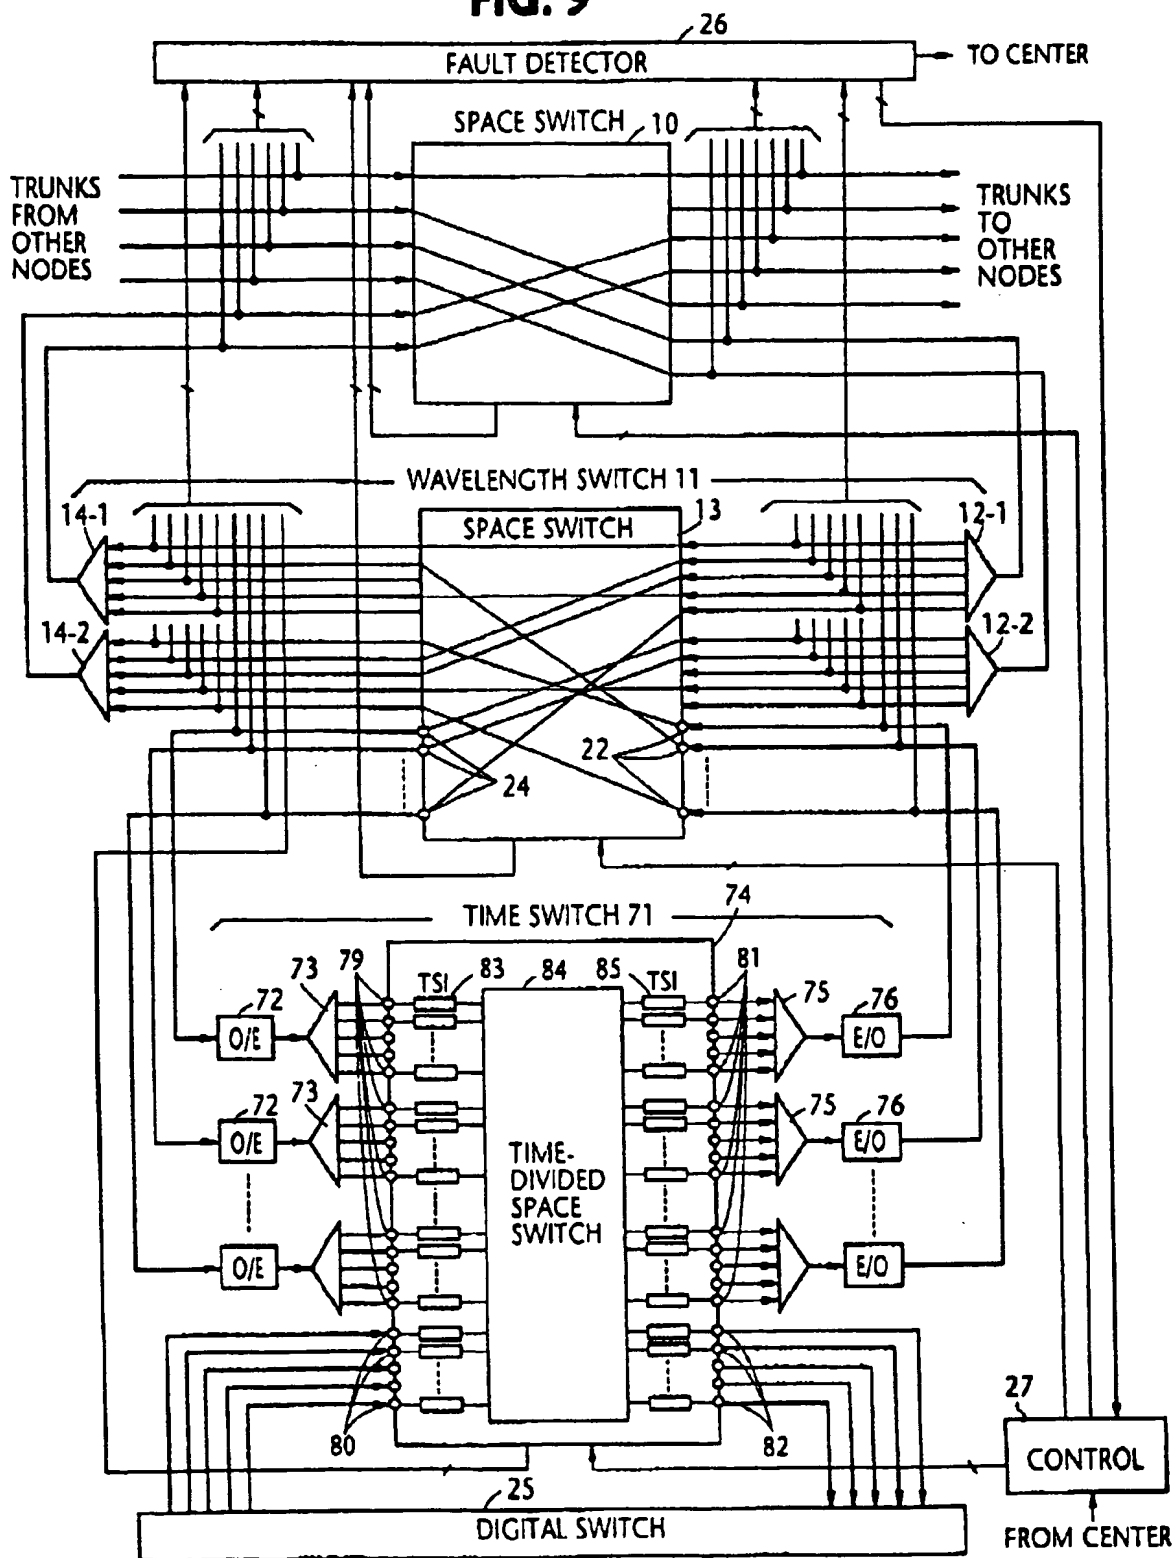 FIG. 9
26
FAULT DETECTOR
TO CENTER
SPACE SWITCH
10
TRUNKS
FROM
OTHER
NODES
TRUNKS
TO
OTHER
NODES
WAVELENGTH SWITCH 11
14-1
SPACE SWITCH
13
12-1
14-2
12-2
22
24
TIME SWITCH 71
74
72
73
79
TSI
83
84
85
TSI
81
75
76
O/E
E/O
72
73
75
76
O/E
E/O
TIME-
DIVIDED
SPACE
SWITCH
O/E
E/O
80
82
27
CONTROL
25
DIGITAL SWITCH
FROM CENTER